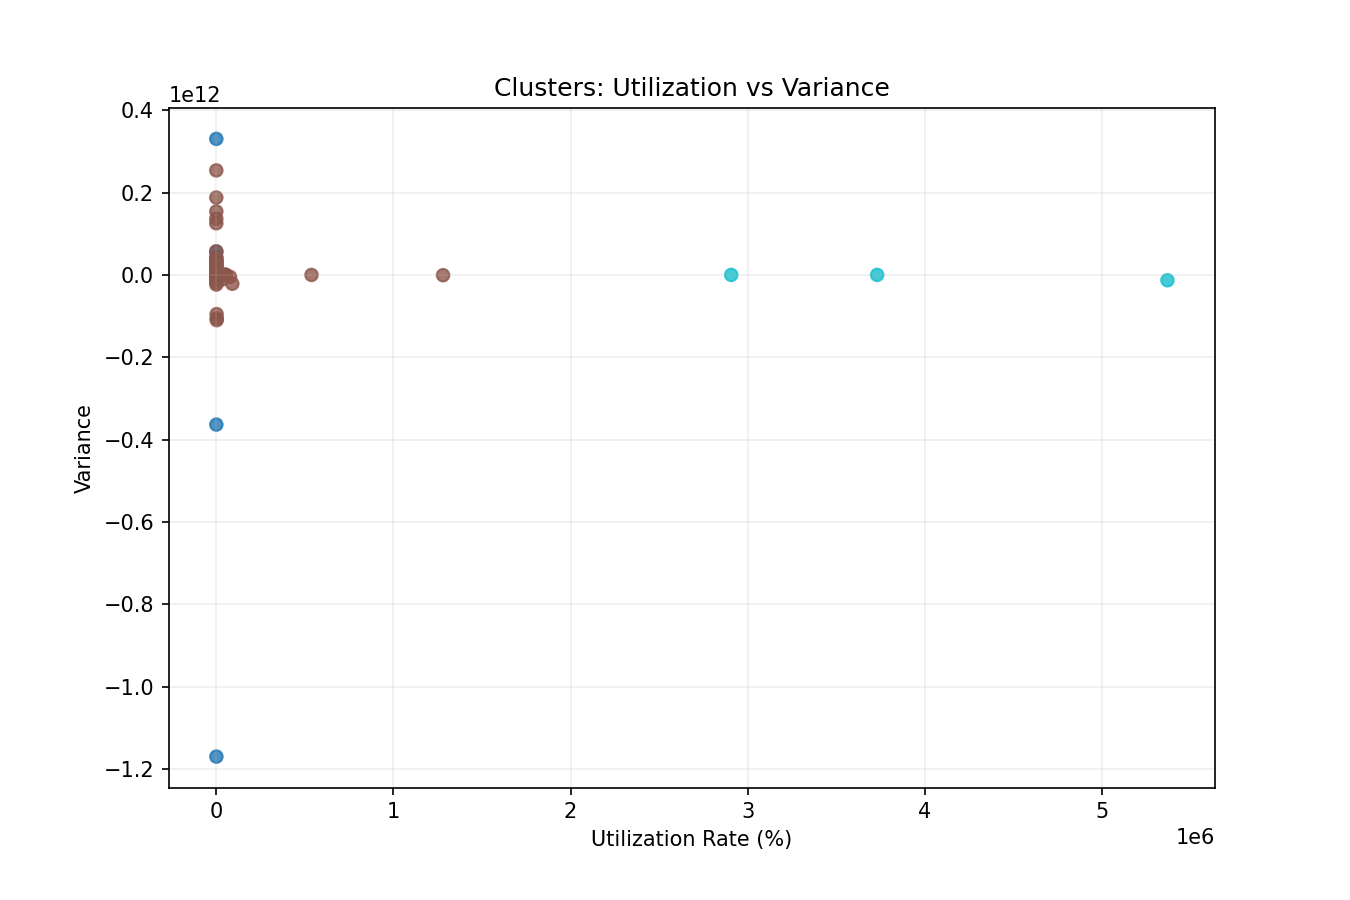 Clusters: Utilization vs Variance
1e12
0.4
0.2
0.0
−0.2
−0.4
−0.6
−0.8
−1.0
−1.2
Variance
0 1 2 3 4 5
Utilization Rate (%)
1e6